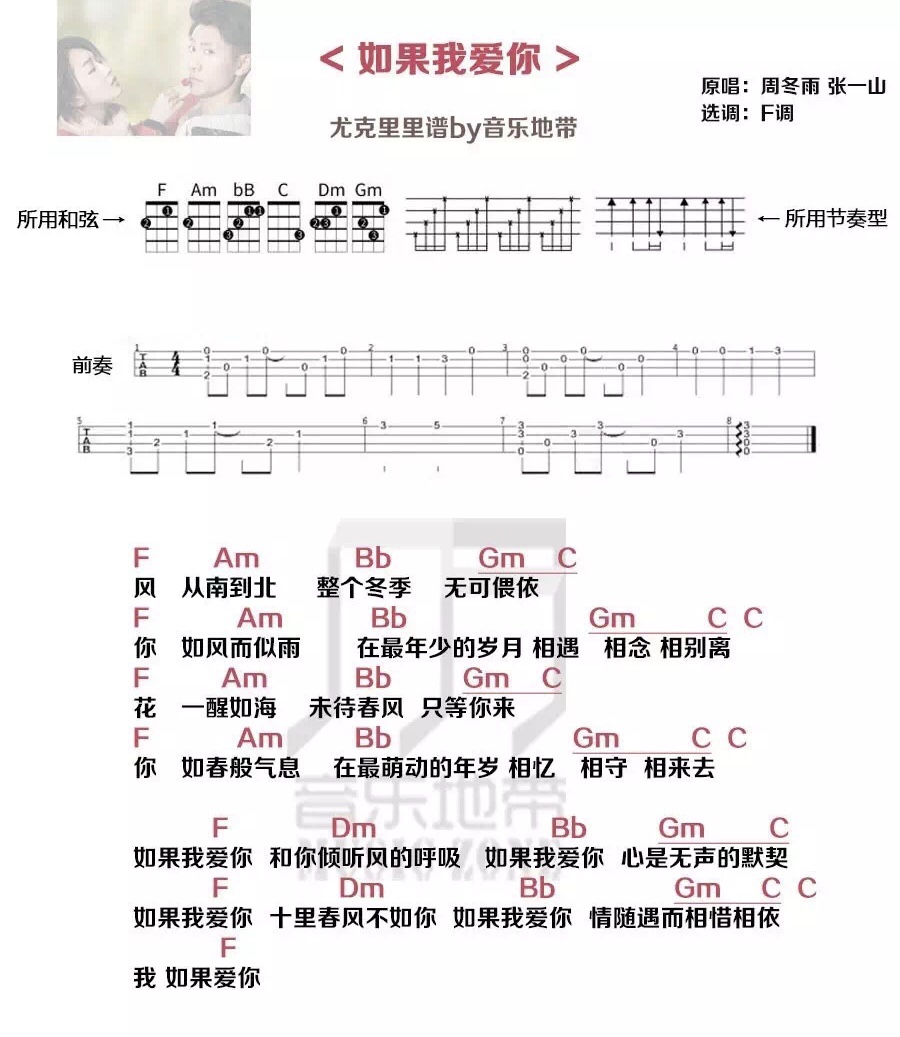 < 如果我爱你 >
原唱：周冬雨 张一山
选调：F调
尤克里里谱by音乐地带
F Am bB C Dm Gm
所用和弦→
←所用节奏型
前奏
F Am Bb Gm C
风 从南到北 整个冬季 无可偎依
F Am Bb Gm C C
你 如风而似雨 在最年少的岁月 相遇 相念 相别离
F Am Bb Gm C
花 一醒如海 未待春风 只等你来
F Am Bb Gm C C
你 如春般气息 在最萌动的年岁 相忆 相守 相来去
音乐地带
MUSIC ZONE
F Dm Bb Gm C
如果我爱你 和你倾听风的呼吸 如果我爱你 心是无声的默契
F Dm Bb Gm C C
如果我爱你 十里春风不如你 如果我爱你 情随遇而相惜相依
F
我 如果爱你